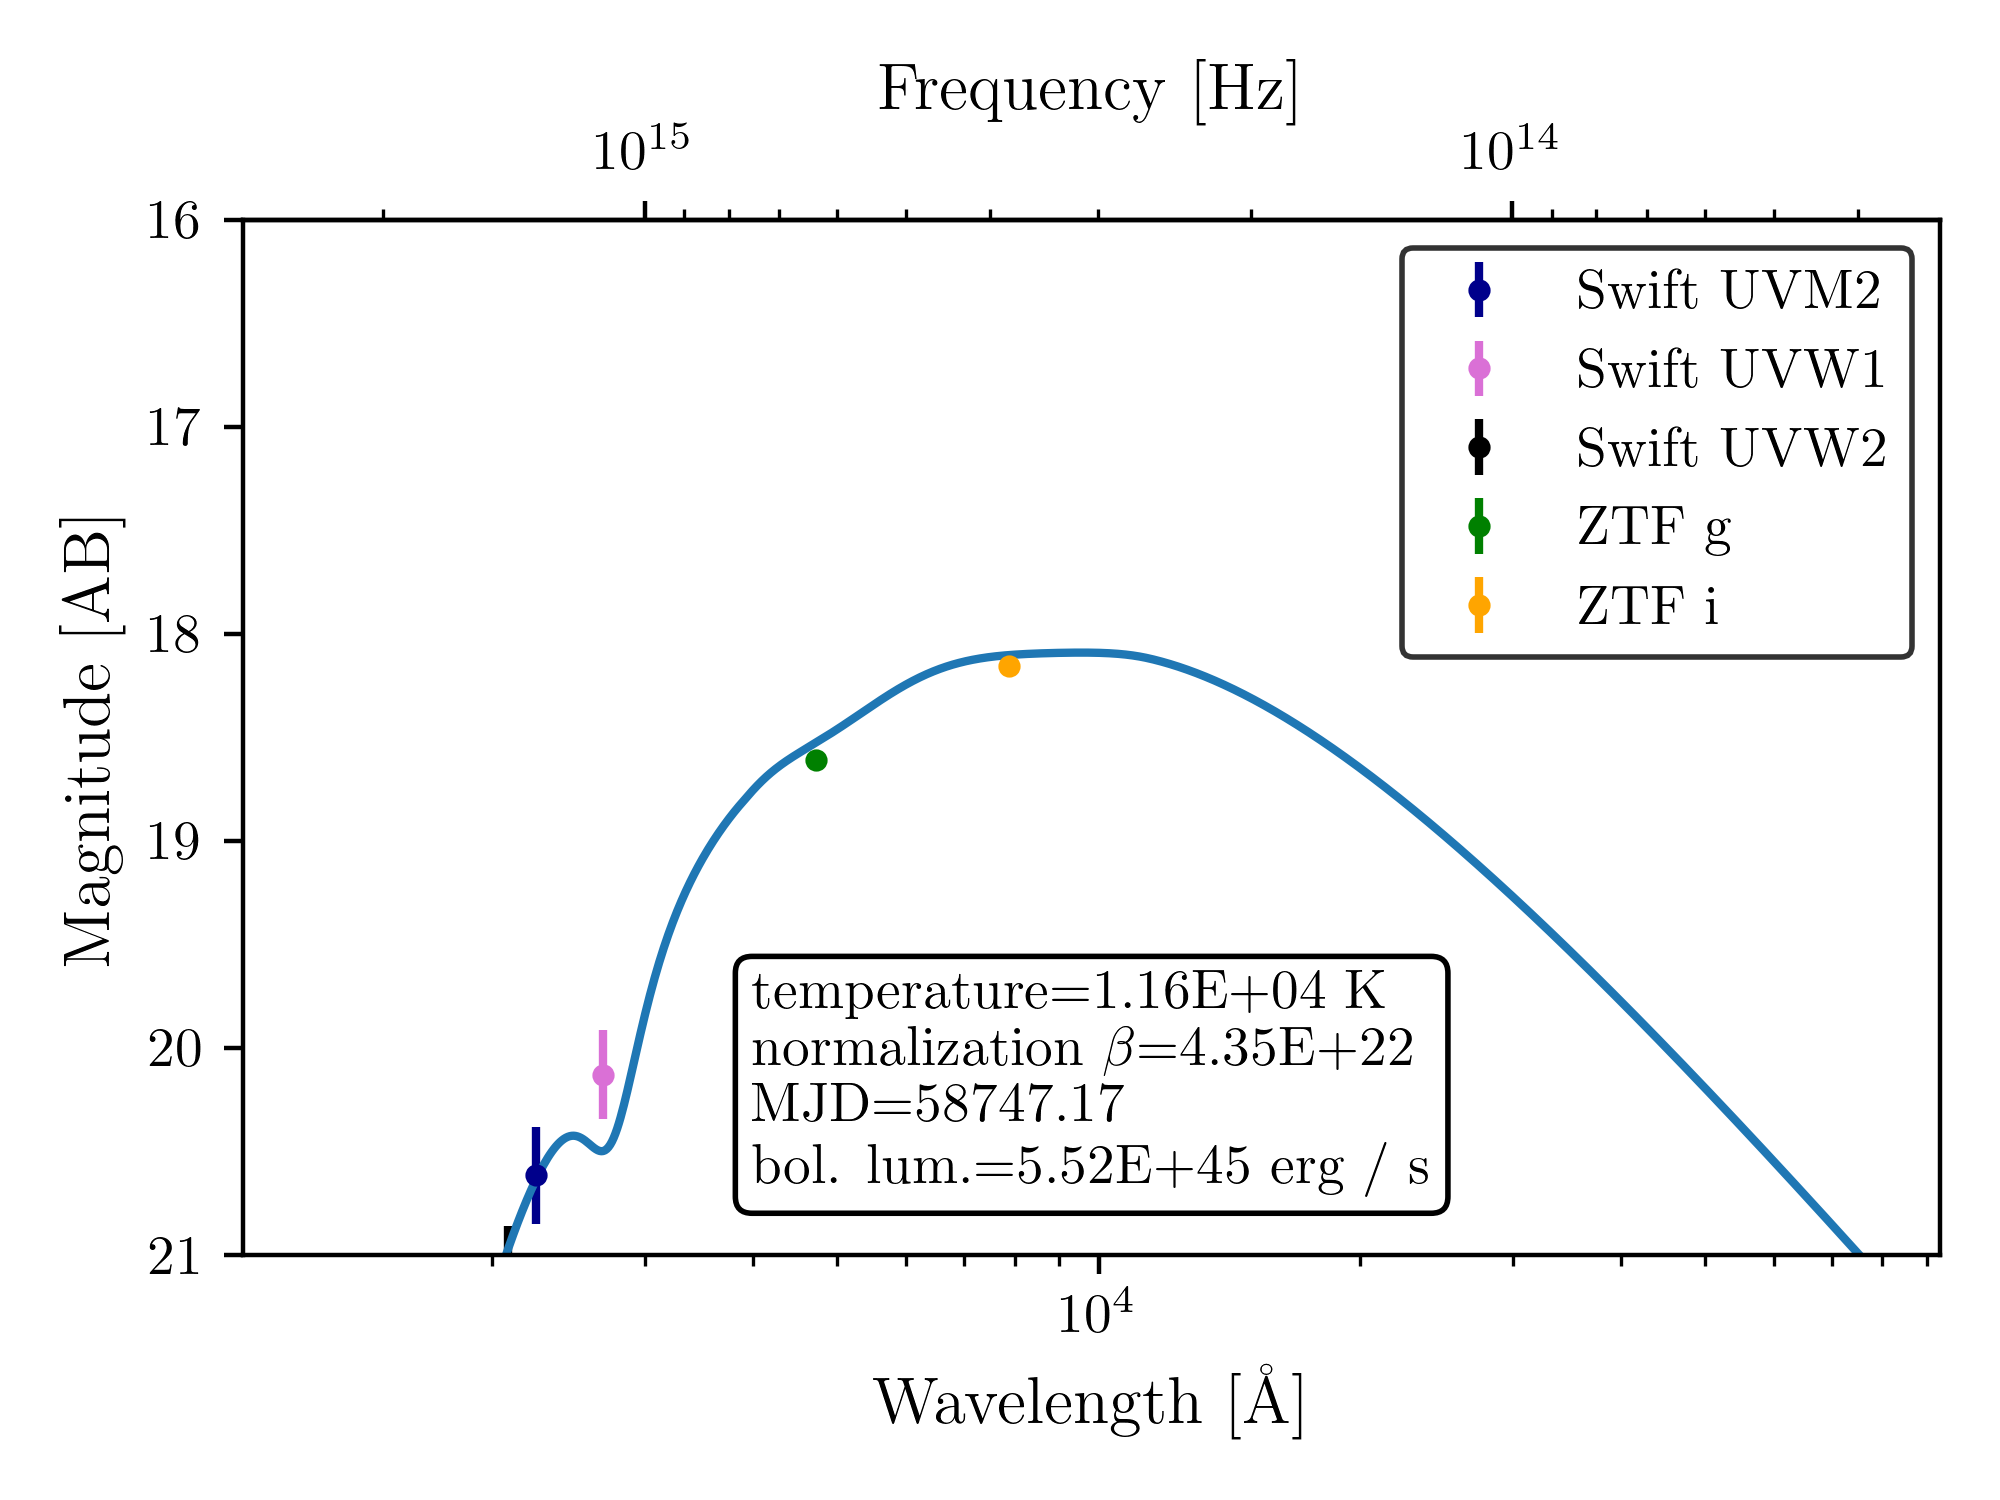 Frequency [Hz]
10^15 10^14
16
17
18
19
20
21
Magnitude [AB]
Swift UVM2
Swift UVW1
Swift UVW2
ZTF g
ZTF i
temperature=1.16E+04 K
normalization β=4.35E+22
MJD=58747.17
bol. lum.=5.52E+45 erg / s
10^4
Wavelength [Å]